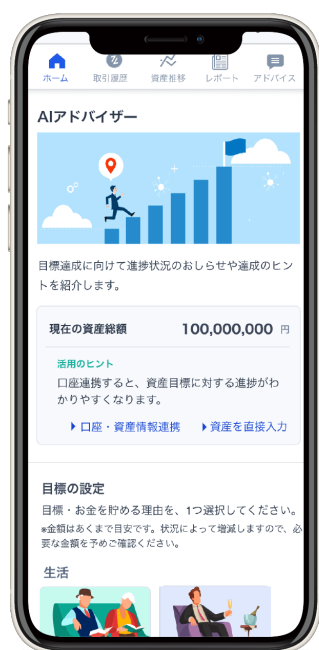 ホーム
取引履歴
資産推移
レポート
アドバイス
AIアドバイザー
目標達成に向けて進捗状況のおしらせや達成のヒン
トを紹介します。
現在の資産総額 100,000,000 円
活用のヒント
口座連携すると、資産目標に対する進捗がわ
かりやすくなります。
口座・資産情報連携 資産を直接入力
目標の設定
目標・お金を貯める理由を、1つ選択してください。
*金額はあくまで目安です。状況によって増減しますので、必
要な金額を予めご確認ください。
生活